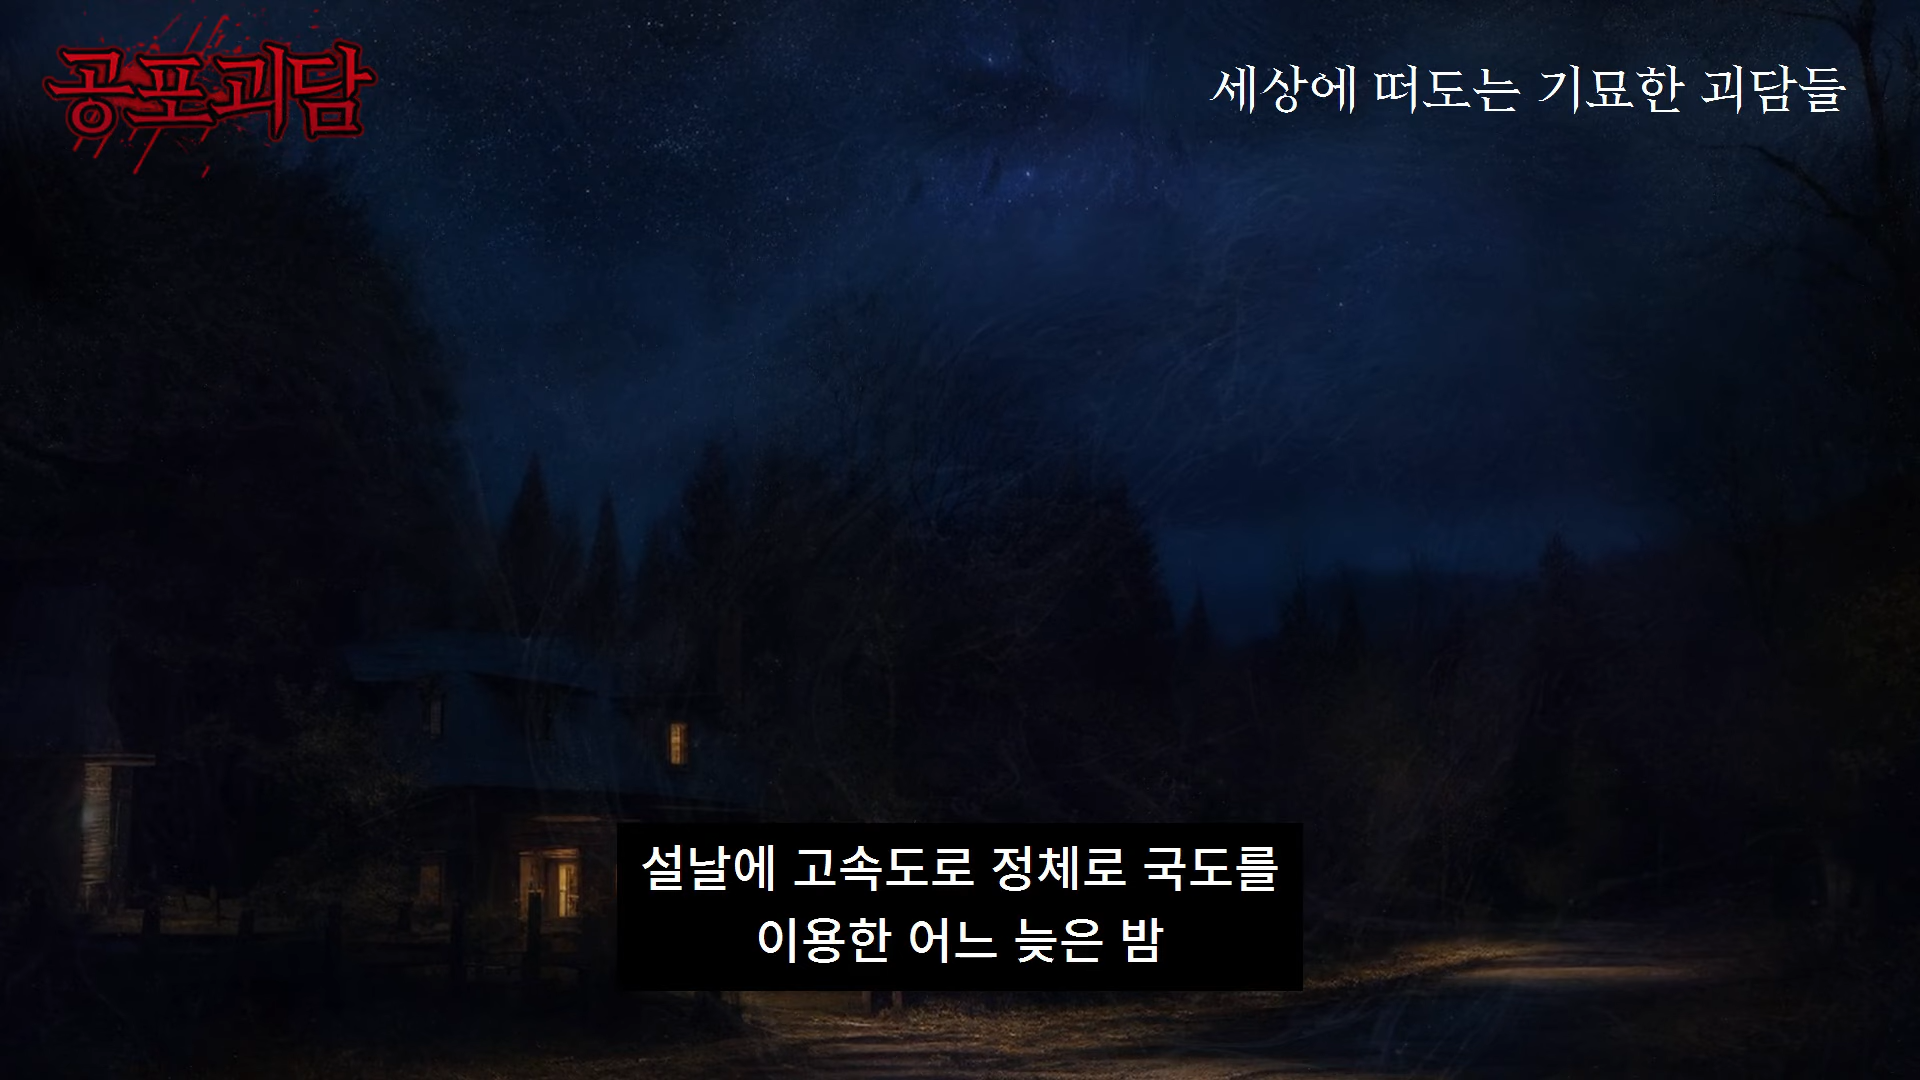 공포괴담
세상에 떠도는 기묘한 괴담들
설날에 고속도로 정체로 국도를
이용한 어느 늦은 밤